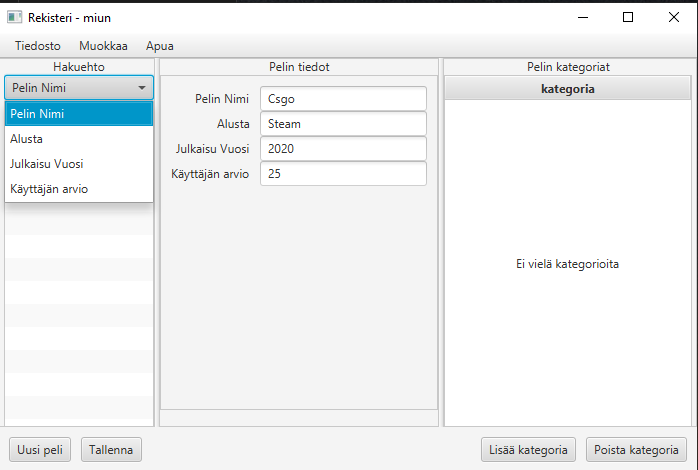 Rekisteri - miun
Tiedosto Muokkaa Apua
Hakuehto
Pelin Nimi
Pelin Nimi
Alusta
Julkaisu Vuosi
Käyttäjän arvio
Pelin tiedot
Pelin Nimi Csgo
Alusta Steam
Julkaisu Vuosi 2020
Käyttäjän arvio 25
Pelin kategoriat
kategoria
Ei vielä kategorioita
Uusi peli Tallenna Lisää kategoria Poista kategoria